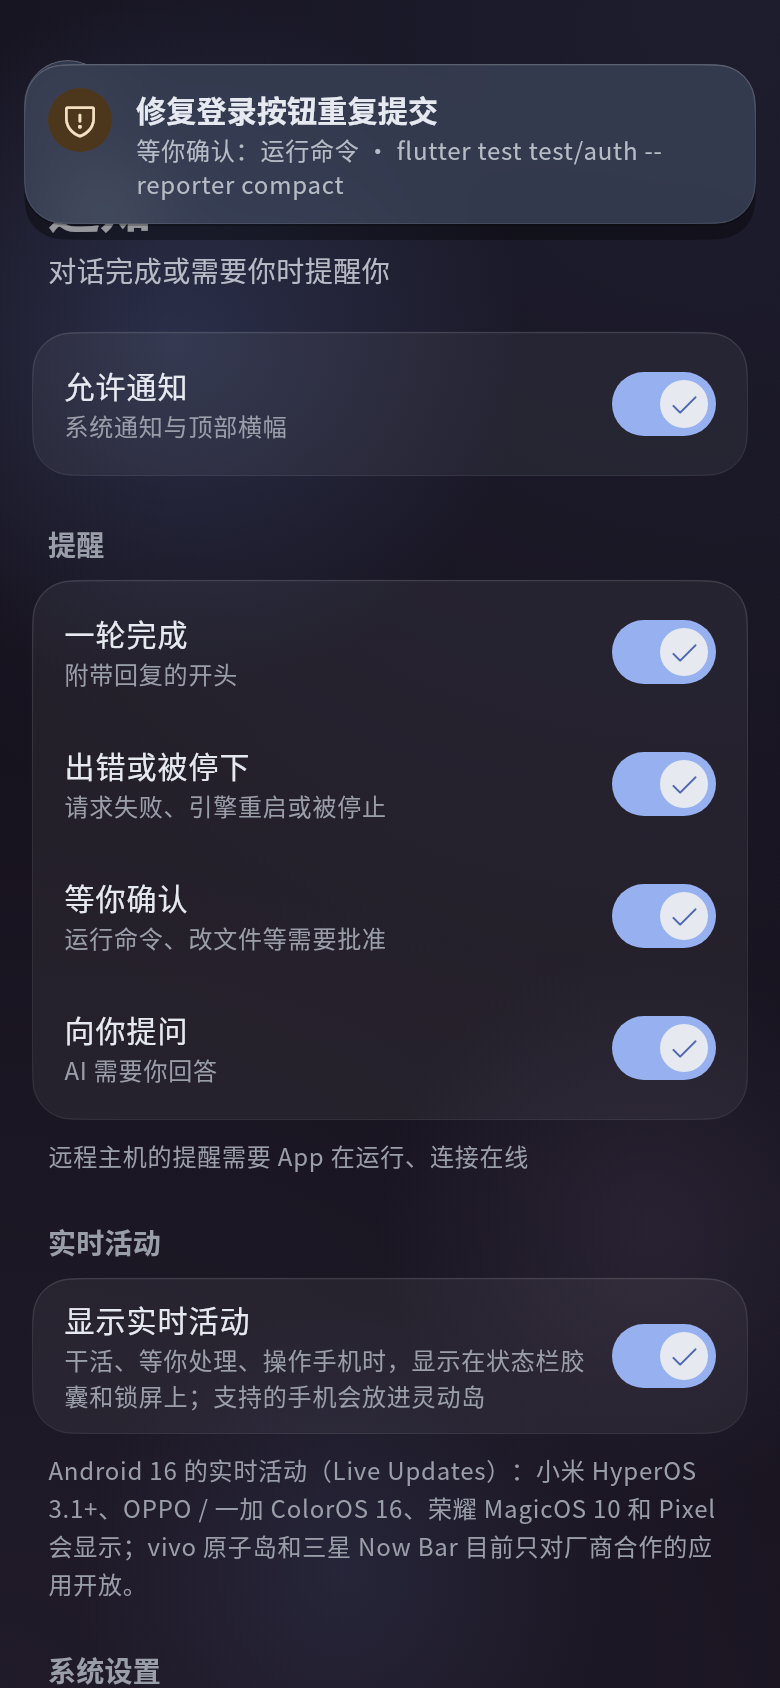 修复登录按钮重复提交
等你确认：运行命令 · flutter test test/auth --
reporter compact
对话完成或需要你时提醒你
允许通知
系统通知与顶部横幅
提醒
一轮完成
附带回复的开头
出错或被停下
请求失败、引擎重启或被停止
等你确认
运行命令、改文件等需要批准
向你提问
AI 需要你回答
远程主机的提醒需要 App 在运行、连接在线
实时活动
显示实时活动
干活、等你处理、操作手机时，显示在状态栏胶
囊和锁屏上；支持的手机会放进灵动岛
Android 16 的实时活动（Live Updates）：小米 HyperOS
3.1+、OPPO / 一加 ColorOS 16、荣耀 MagicOS 10 和 Pixel
会显示；vivo 原子岛和三星 Now Bar 目前只对厂商合作的应
用开放。
系统设置